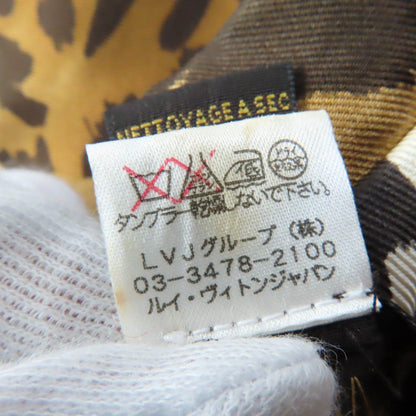 NETTOYAGE A SEC
タンブラー乾燥しないで下さい。
LVJグループ（株）
03-3478-2100
ルイ・ヴィトンジャパン